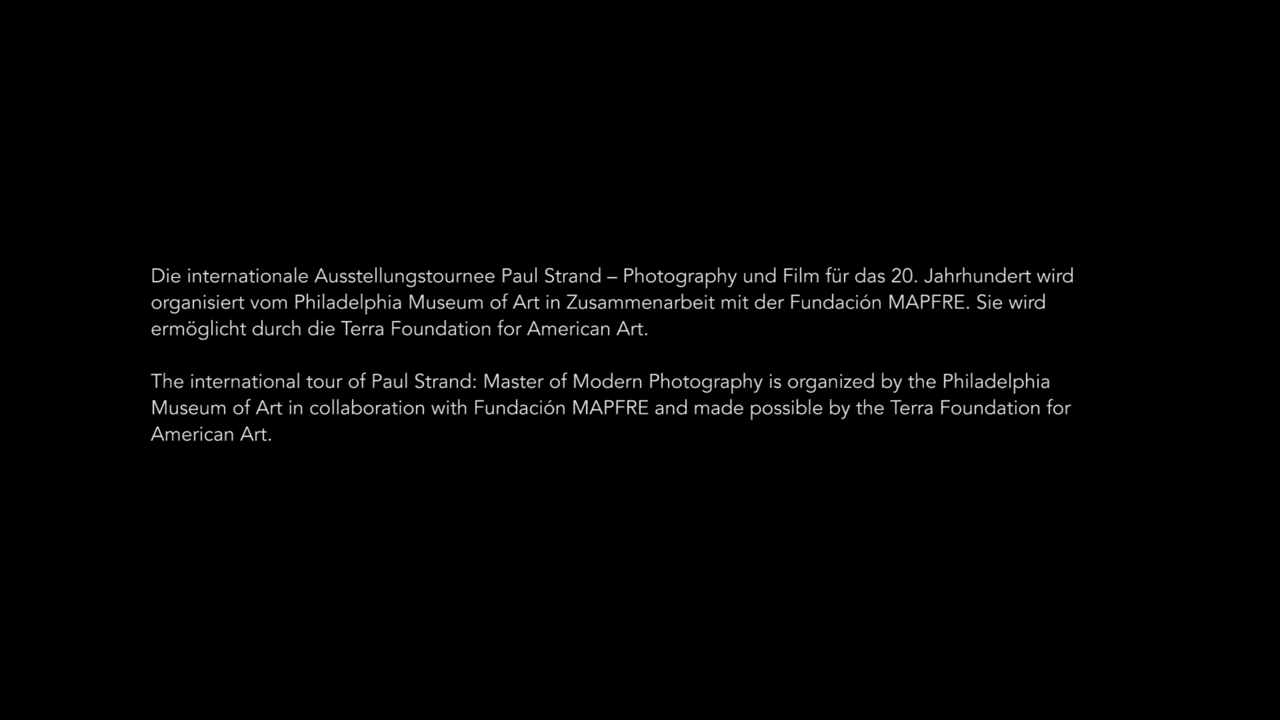 Die internationale Ausstellungstournee Paul Strand – Photography und Film für das 20. Jahrhundert wird
organisiert vom Philadelphia Museum of Art in Zusammenarbeit mit der Fundación MAPFRE. Sie wird
ermöglicht durch die Terra Foundation for American Art.
The international tour of Paul Strand: Master of Modern Photography is organized by the Philadelphia
Museum of Art in collaboration with Fundación MAPFRE and made possible by the Terra Foundation for
American Art.